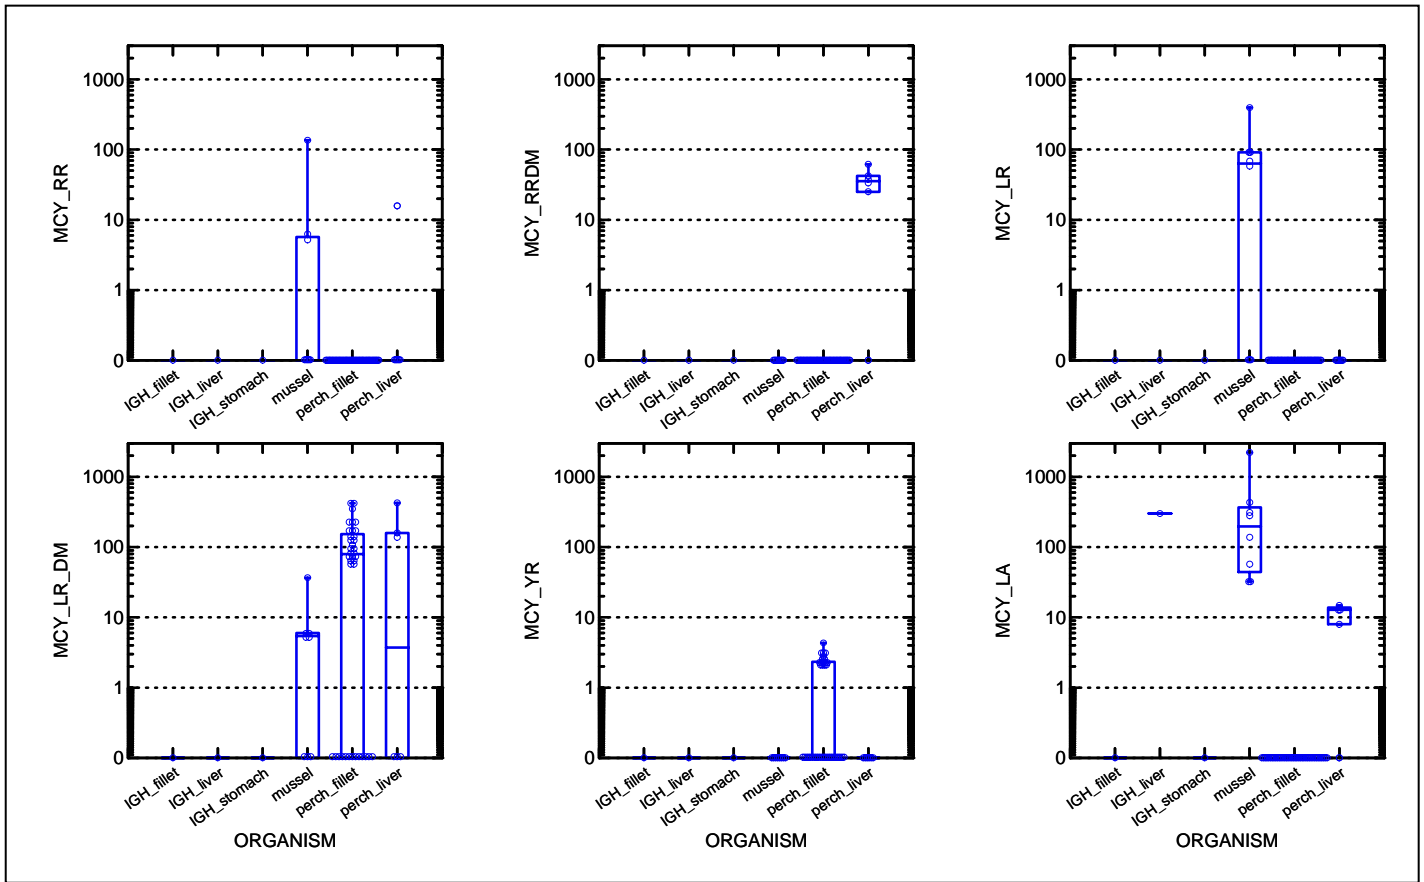 MCY_RR
1000
100
10
1
0
IGH_fillet
IGH_liver
IGH_stomach
mussel
perch_fillet
perch_liver
MCY_RRDM
1000
100
10
1
0
IGH_fillet
IGH_liver
IGH_stomach
mussel
perch_fillet
perch_liver
MCY_LR
1000
100
10
1
0
IGH_fillet
IGH_liver
IGH_stomach
mussel
perch_fillet
perch_liver
MCY_LR_DM
1000
100
10
1
0
IGH_fillet
IGH_liver
IGH_stomach
mussel
perch_fillet
perch_liver
ORGANISM
MCY_YR
1000
100
10
1
0
IGH_fillet
IGH_liver
IGH_stomach
mussel
perch_fillet
perch_liver
ORGANISM
MCY_LA
1000
100
10
1
0
IGH_fillet
IGH_liver
IGH_stomach
mussel
perch_fillet
perch_liver
ORGANISM